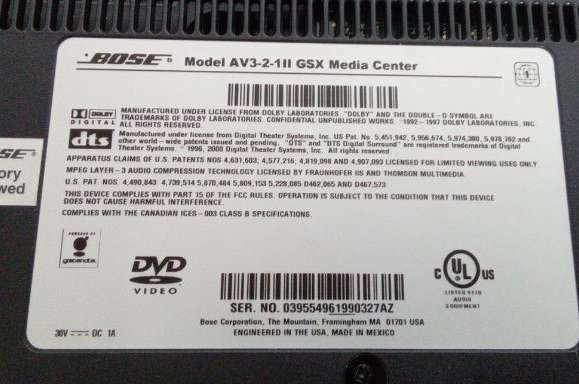 BOSE® Model AV3-2-1II GSX Media Center
DOLBY DIGITAL
MANUFACTURED UNDER LICENSE FROM DOLBY LABORATORIES. "DOLBY" AND THE DOUBLE-D SYMBOL ARE
TRADEMARKS OF DOLBY LABORATORIES. CONFIDENTIAL UNPUBLISHED WORKS 1992-1997 DOLBY LABORATORIES, INC
ALL RIGHTS RESERVED.
dts
Manufactured under license from Digital Theater Systems, Inc. US Pat. No. 5,451,942, 5,956,674, 5,974,380, 5,978,762 and
other world-wide patents issued and pending. "DTS" and "DTS Digital Surround" are registered trademarks of Digital
Theater Systems, Inc. 1996, 2000 Digital Theater Systems, Inc. All rights reserved
APPARATUS CLAIMS OF U.S. PATENTS NOS 4,631,603; 4,577,216; 4,819,098 AND 4,907,093 LICENSED FOR LIMITED VIEWING USES ONLY
MPEG LAYER-3 AUDIO COMPRESSION TECHNOLOGY LICENSED BY FRAUNHOFER IIS AND THOMSON MULTIMEDIA.
U.S. PAT. NOS. 4,490,843 4,739,514 5,870,484 5,809,153 5,228,085 D462,065 AND D467,573
THIS DEVICE COMPLIES WITH PART 15 OF THE FCC RULES. OPERATION IS SUBJECT TO THE CONDITION THAT THIS DEVICE
DOES NOT CAUSE HARMFUL INTERFERENCE.
COMPLIES WITH THE CANADIAN ICES-003 CLASS B SPECIFICATIONS.
SE®
ory
wed
POWERED BY
gracenote
DVD
VIDEO
C UL US
LISTED 9120
AUDIO
EQUIPMENT
SER. NO. 039554961990327AZ
Bose Corporation, The Mountain, Framingham MA 01701 USA
ENGINEERED IN THE USA, MADE IN MEXICO
36V DC 1A